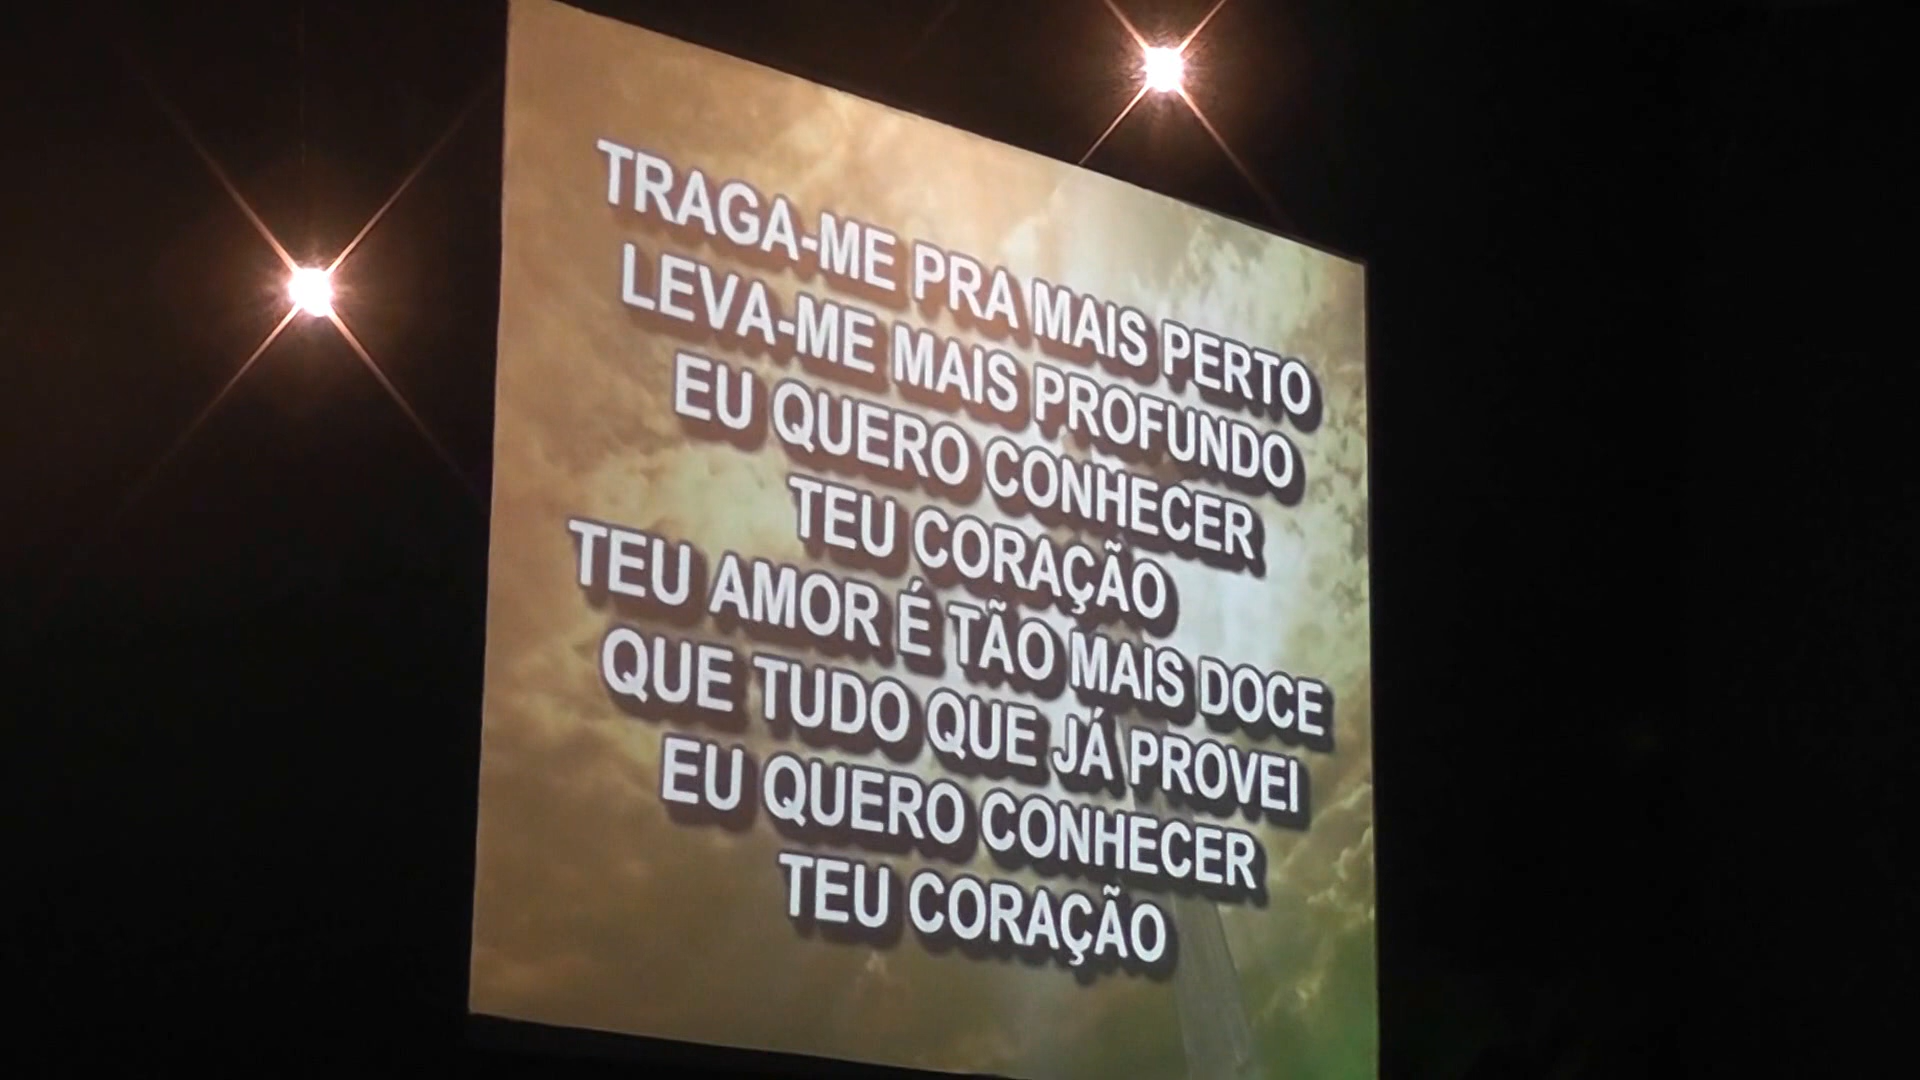 TRAGA-ME PRA MAIS PERTO
LEVA-ME MAIS PROFUNDO
EU QUERO CONHECER
TEU CORAÇÃO
TEU AMOR É TÃO MAIS DOCE
QUE TUDO QUE JÁ PROVEI
EU QUERO CONHECER
TEU CORAÇÃO